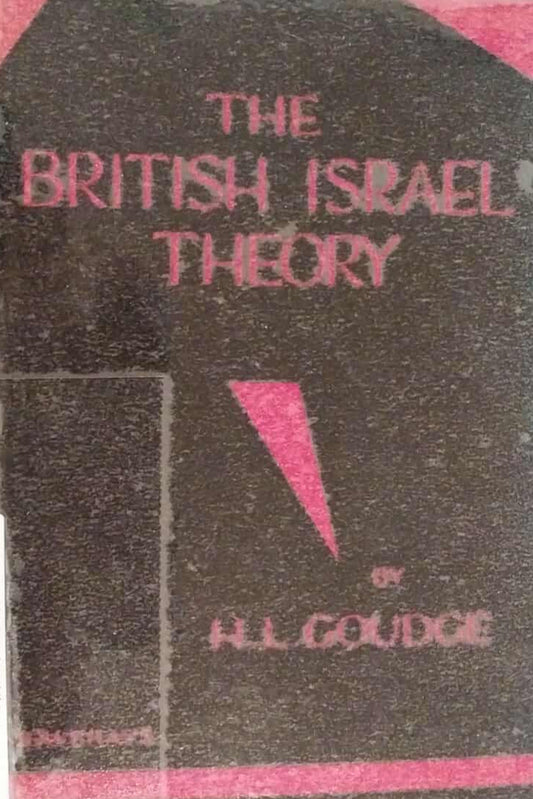 THE
BRITISH ISRAEL
THEORY
BY
H.L. GOUDGE